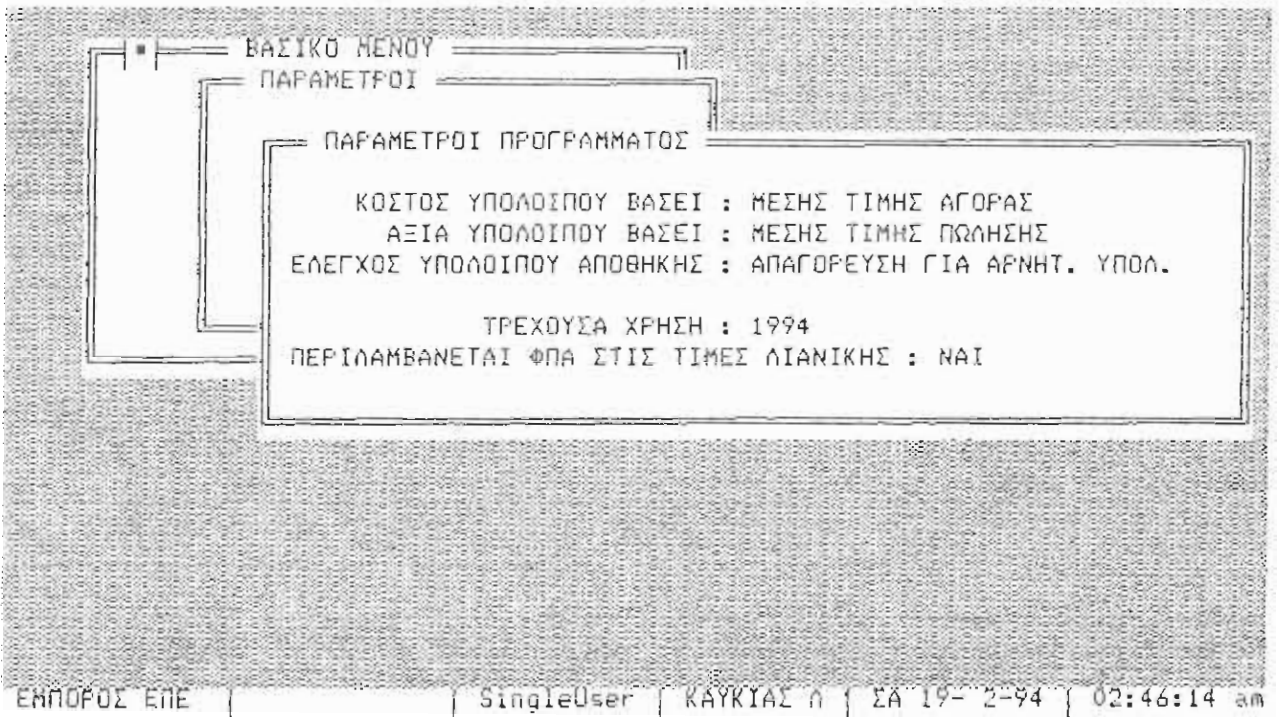 ΒΑΣΙΚΟ ΜΕΝΟΥ
ΠΑΡΑΜΕΤΡΟΙ
ΠΑΡΑΜΕΤΡΟΙ ΠΡΟΓΡΑΜΜΑΤΟΣ
ΚΟΣΤΟΣ ΥΠΟΛΟΙΠΟΥ ΒΑΣΕΙ : ΜΕΣΗΣ ΤΙΜΗΣ ΑΓΟΡΑΣ
ΑΞΙΑ ΥΠΟΛΟΙΠΟΥ ΒΑΣΕΙ : ΜΕΣΗΣ ΤΙΜΗΣ ΠΩΛΗΣΗΣ
ΕΛΕΓΧΟΣ ΥΠΟΛΟΙΠΟΥ ΑΠΟΘΗΚΗΣ : ΑΠΑΓΟΡΕΥΣΗ ΓΙΑ ΑΡΝΗΤ. ΥΠΟΛ.
ΤΡΕΧΟΥΣΑ ΧΡΗΣΗ : 1994
ΠΕΡΙΛΑΜΒΑΝΕΤΑΙ ΦΠΑ ΣΤΙΣ ΤΙΜΕΣ ΛΙΑΝΙΚΗΣ : ΝΑΙ
ΕΜΠΟΡΟΣ ΕΠΕ | | SingleUser | ΚΑΥΚΙΑΣ Λ | ΣΑ 19- 2-94 | 02:46:14 am